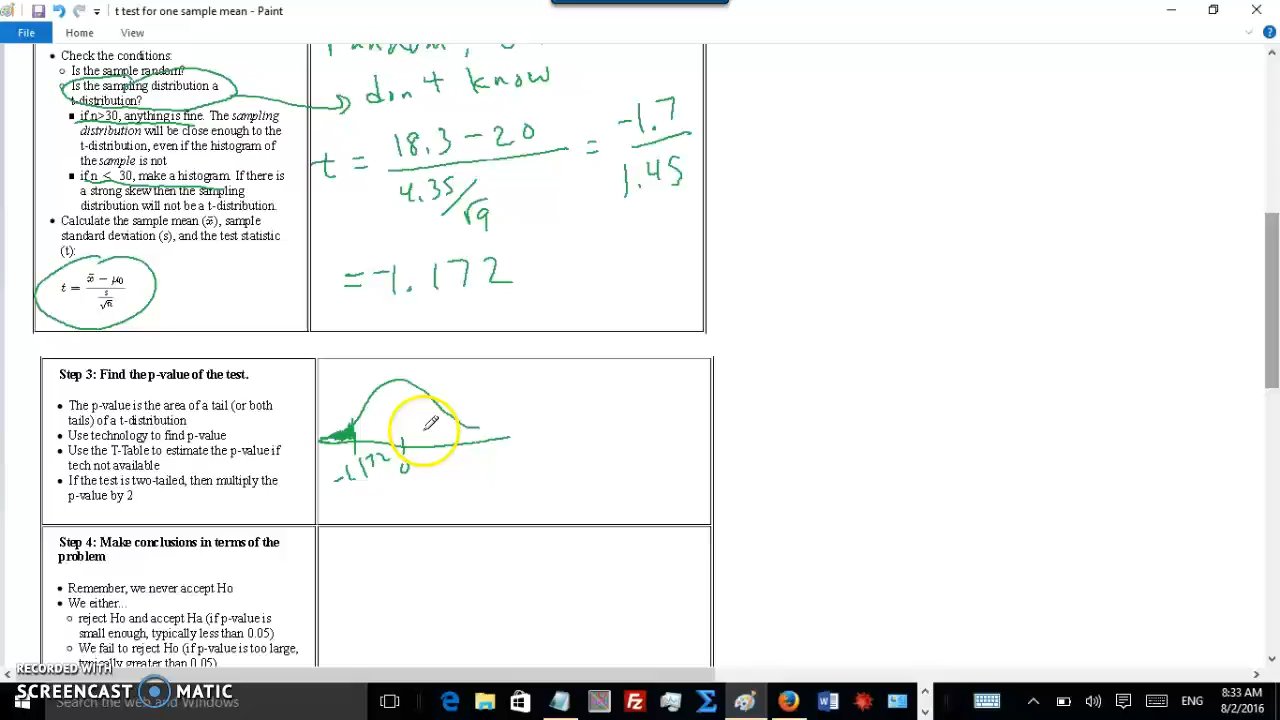 t test for one sample mean - Paint
File Home View
Check the conditions:
Is the sample random?
Is the sampling distribution a
t-distribution?
if n>30, anything is fine. The sampling
distribution will be close enough to the
t-distribution, even if the histogram of
the sample is not
if n < 30, make a histogram. If there is
a strong skew then the sampling
distribution will not be a t-distribution.
Calculate the sample mean (x̄), sample
standard deviation (s), and the test statistic
(t):
t = x̄ − μ0
s
√n
don't know
t = 18.3 − 20 = −1.7
4.35/√9 1.45
= −1.172
Step 3: Find the p-value of the test.
The p-value is the area of a tail (or both
tails) of a t-distribution
Use technology to find p-value
Use the T-Table to estimate the p-value if
tech not available
If the test is two-tailed, then multiply the
p-value by 2
−1.172 0
Step 4: Make conclusions in terms of the
problem
Remember, we never accept Ho
We either...
reject Ho and accept Ha (if p-value is
small enough, typically less than 0.05)
We fail to reject Ho (if p-value is too large,
typically greater than 0.05)
RECORDED WITH
SCREENCAST MATIC
Search the web and Windows
ENG
8:33 AM
8/2/2016